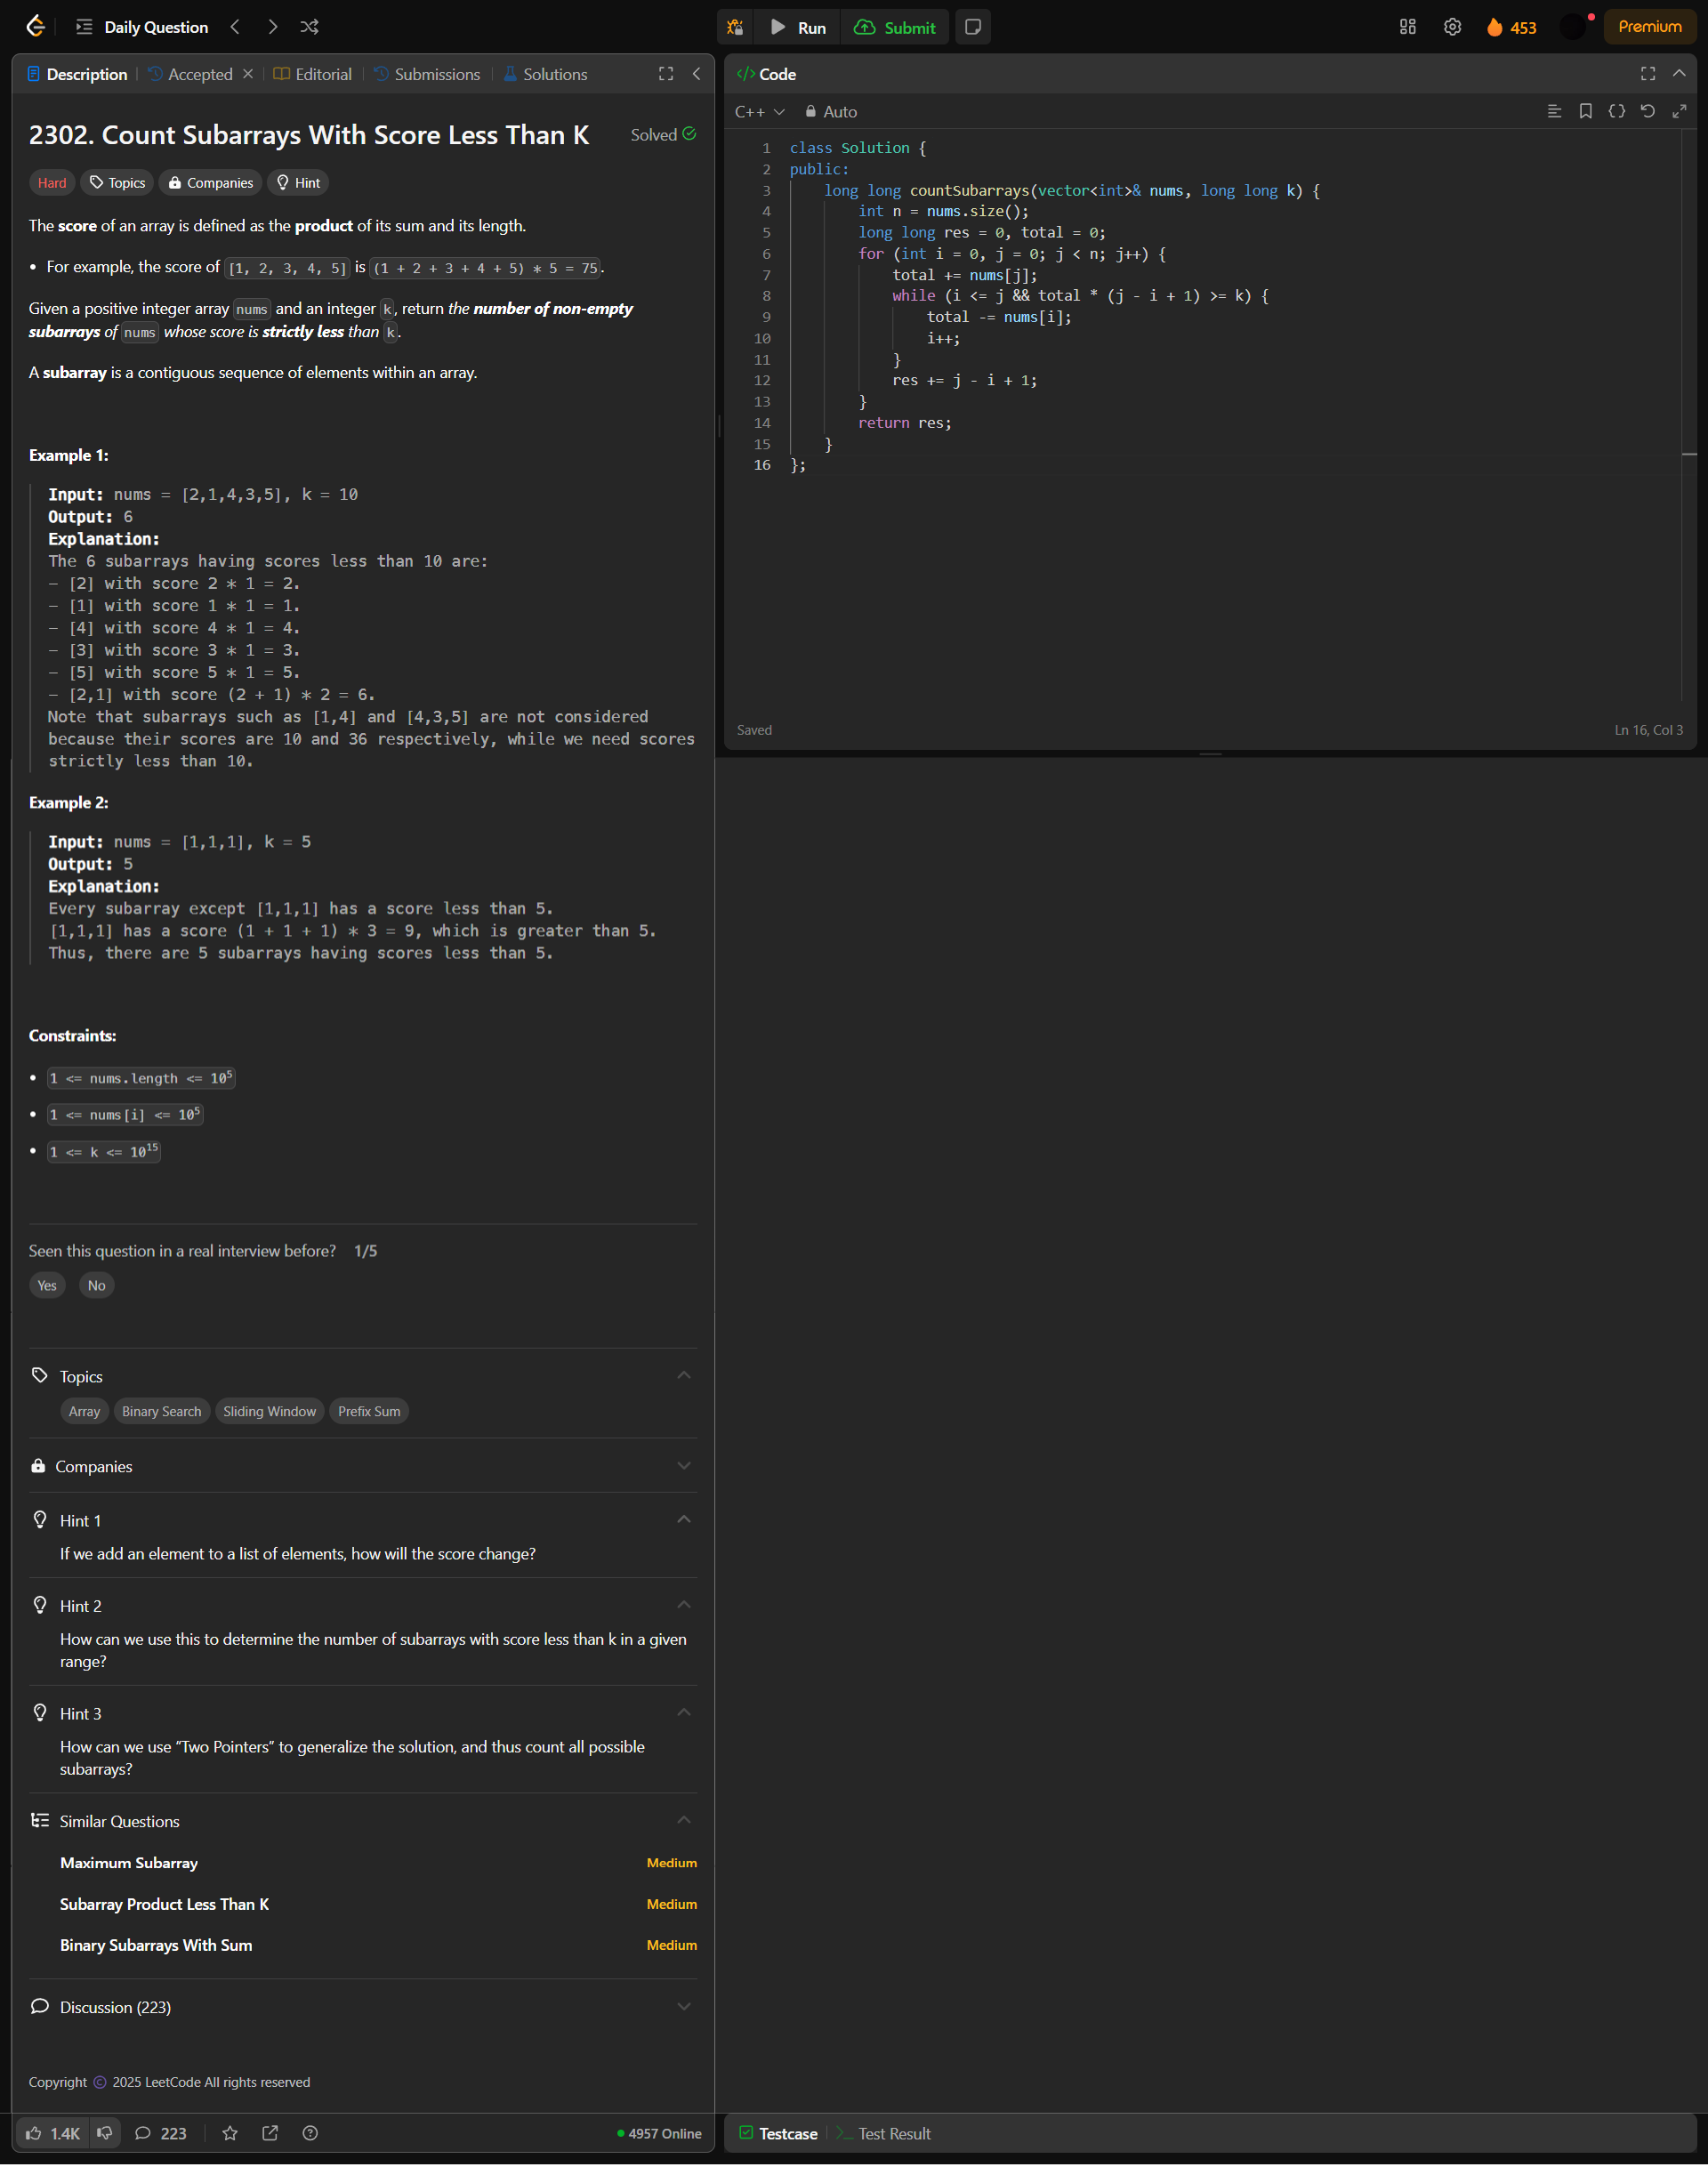 Daily Question
Run
Submit
453
Premium
Description
Accepted
Editorial
Submissions
Solutions
2302. Count Subarrays With Score Less Than K
Solved
Hard
Topics
Companies
Hint
The score of an array is defined as the product of its sum and its length.
• For example, the score of [1, 2, 3, 4, 5] is (1 + 2 + 3 + 4 + 5) * 5 = 75.
Given a positive integer array nums and an integer k, return the number of non-empty
subarrays of nums whose score is strictly less than k.
A subarray is a contiguous sequence of elements within an array.
Example 1:
Input: nums = [2,1,4,3,5], k = 10
Output: 6
Explanation:
The 6 subarrays having scores less than 10 are:
- [2] with score 2 * 1 = 2.
- [1] with score 1 * 1 = 1.
- [4] with score 4 * 1 = 4.
- [3] with score 3 * 1 = 3.
- [5] with score 5 * 1 = 5.
- [2,1] with score (2 + 1) * 2 = 6.
Note that subarrays such as [1,4] and [4,3,5] are not considered
because their scores are 10 and 36 respectively, while we need scores
strictly less than 10.
Example 2:
Input: nums = [1,1,1], k = 5
Output: 5
Explanation:
Every subarray except [1,1,1] has a score less than 5.
[1,1,1] has a score (1 + 1 + 1) * 3 = 9, which is greater than 5.
Thus, there are 5 subarrays having scores less than 5.
Constraints:
• 1 <= nums.length <= 10⁵
• 1 <= nums[i] <= 10⁵
• 1 <= k <= 10¹⁵
Seen this question in a real interview before? 1/5
Yes
No
Topics
Array
Binary Search
Sliding Window
Prefix Sum
Companies
Hint 1
If we add an element to a list of elements, how will the score change?
Hint 2
How can we use this to determine the number of subarrays with score less than k in a given
range?
Hint 3
How can we use “Two Pointers” to generalize the solution, and thus count all possible
subarrays?
Similar Questions
Maximum Subarray Medium
Subarray Product Less Than K Medium
Binary Subarrays With Sum Medium
Discussion (223)
Copyright © 2025 LeetCode All rights reserved
1.4K
223
4957 Online
</> Code
C++
Auto
1 class Solution {
2 public:
3     long long countSubarrays(vector<int>& nums, long long k) {
4         int n = nums.size();
5         long long res = 0, total = 0;
6         for (int i = 0, j = 0; j < n; j++) {
7             total += nums[j];
8             while (i <= j && total * (j - i + 1) >= k) {
9                 total -= nums[i];
10                 i++;
11             }
12             res += j - i + 1;
13         }
14         return res;
15     }
16 };
Saved
Ln 16, Col 3
Testcase
Test Result